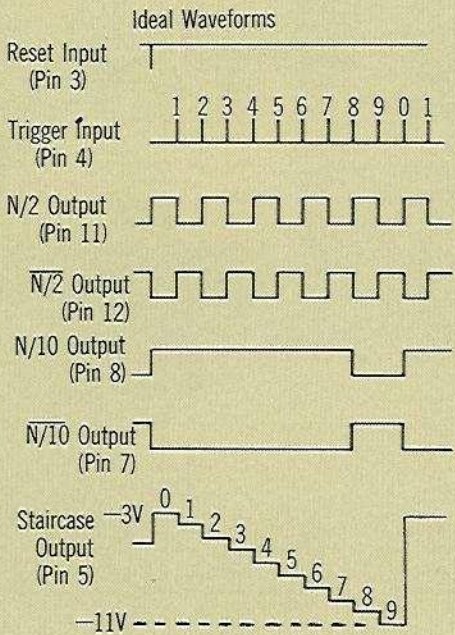 Ideal Waveforms
Reset Input
(Pin 3)
1 2 3 4 5 6 7 8 9 0 1
Trigger Input
(Pin 4)
N/2 Output
(Pin 11)
N/2 Output
(Pin 12)
N/10 Output
(Pin 8)
N/10 Output
(Pin 7)
Staircase
Output
(Pin 5)
—3V
0 1 2 3 4 5 6 7 8 9
—11V